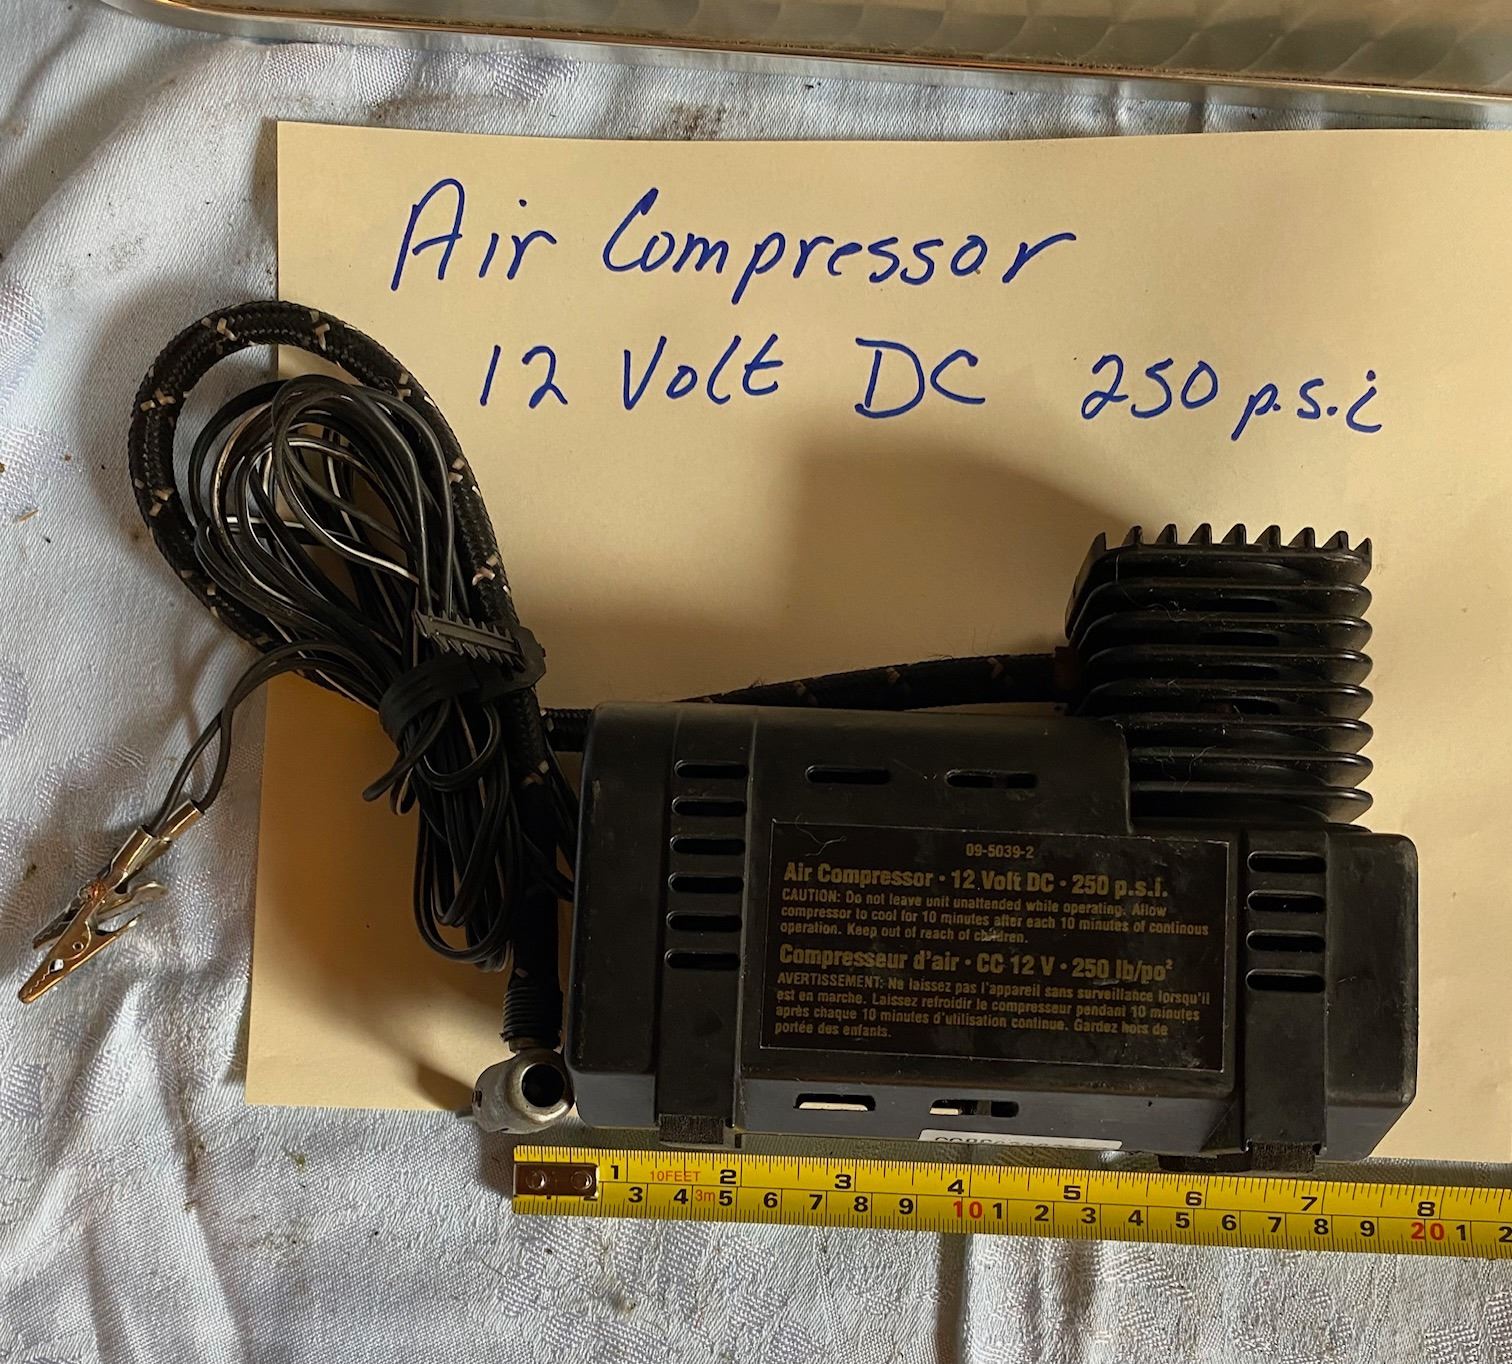 Air Compressor
12 Volt DC 250 p.s.i
09-5039-2
Air Compressor · 12 Volt DC · 250 p.s.i.
CAUTION: Do not leave unit unattended while operating. Allow
compressor to cool for 10 minutes after each 10 minutes of continous
operation. Keep out of reach of children.
Compresseur d'air · CC 12 V · 250 lb/po²
AVERTISSEMENT: Ne laissez pas l'appareil sans surveillance lorsqu'il
est en marche. Laissez refroidir le compresseur pendant 10 minutes
après chaque 10 minutes d'utilisation continue. Gardez hors de
portée des enfants.
1 10FEET 2 3 4 5 6 7 8
3 4 3m 5 6 7 8 9 10 1 2 3 4 5 6 7 8 9 20 1 2